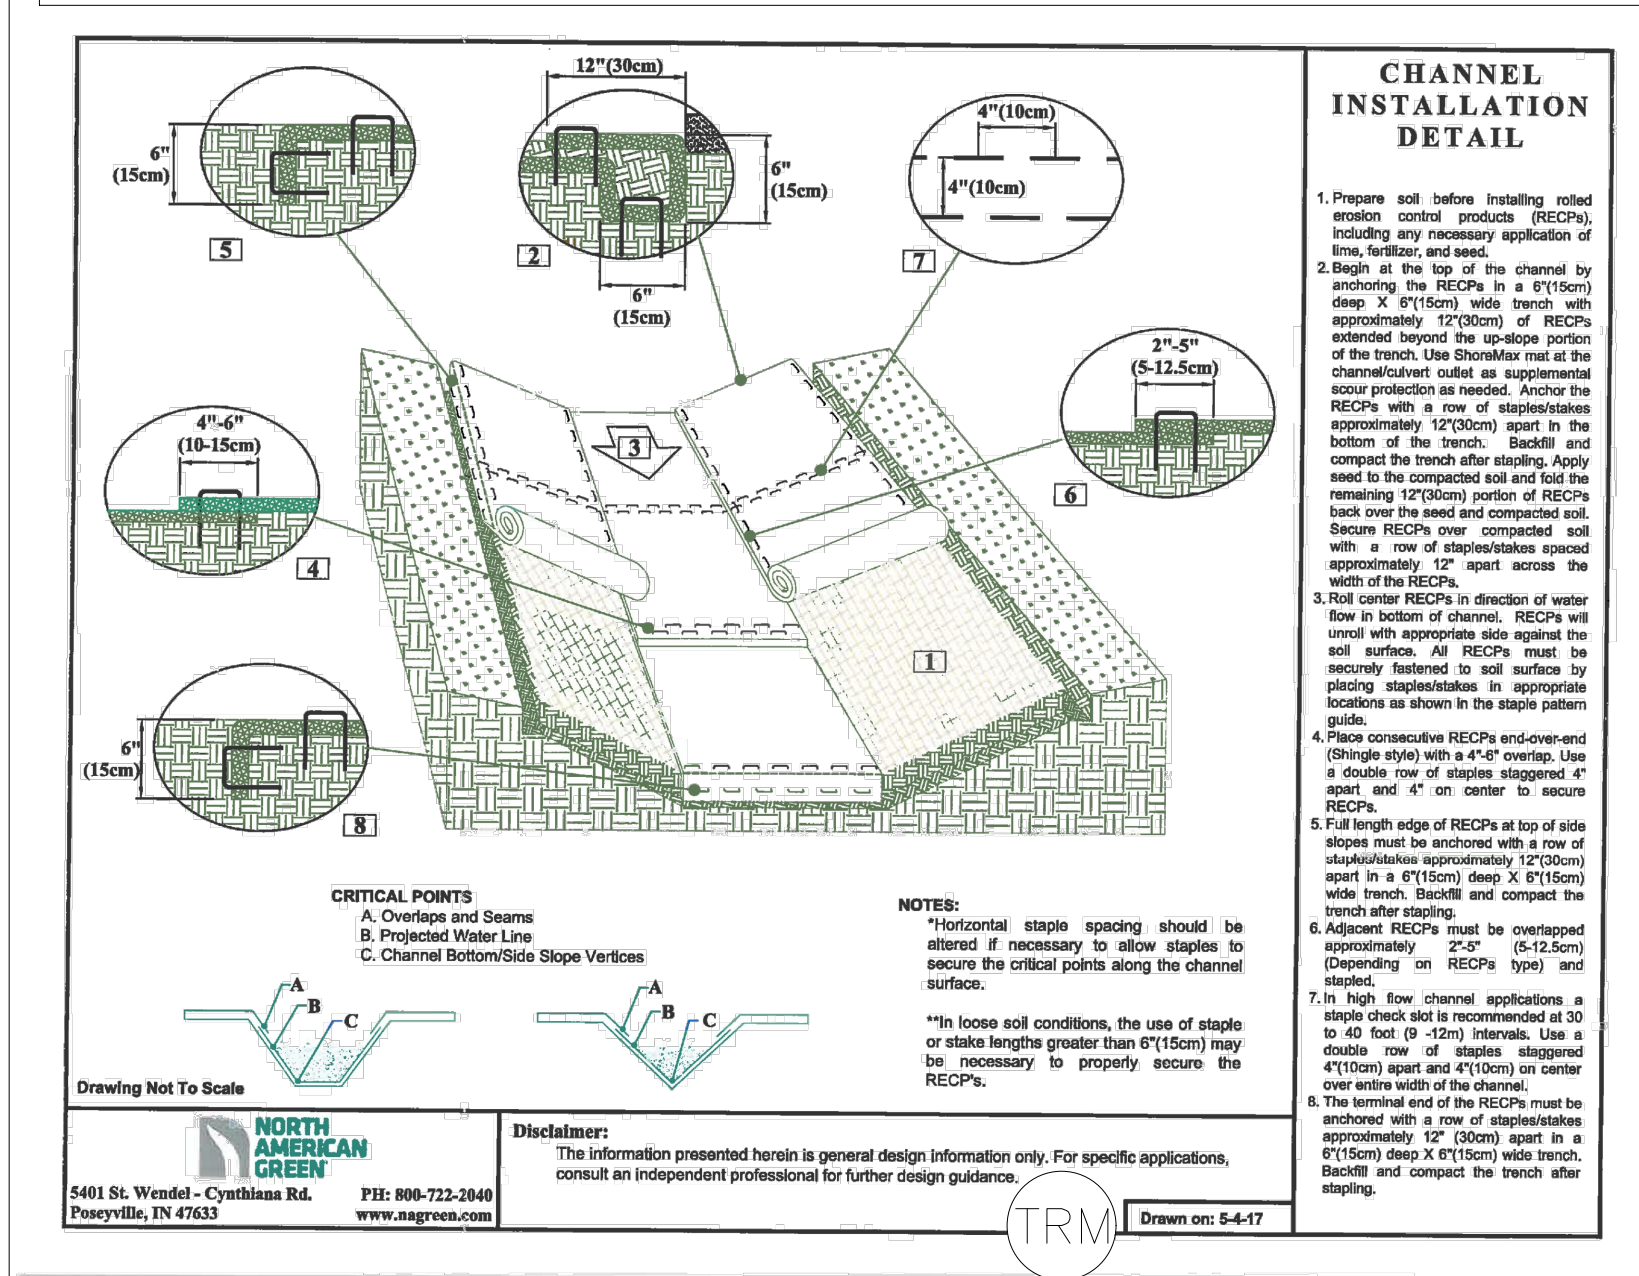 12"(30cm)
6"
(15cm)
5
6"
(15cm)
2
6"
(15cm)
4"(10cm)
4"(10cm)
7
2"-5"
(5-12.5cm)
6
4"-6"
(10-15cm)
4
3
1
6"
(15cm)
8
CRITICAL POINTS
A. Overlaps and Seams
B. Projected Water Line
C. Channel Bottom/Side Slope Vertices
A
B
C
A
B
C
Drawing Not To Scale
NOTES:
*Horizontal staple spacing should be
altered if necessary to allow staples to
secure the critical points along the channel
surface.
**In loose soil conditions, the use of staple
or stake lengths greater than 6"(15cm) may
be necessary to properly secure the
RECP's.
CHANNEL
INSTALLATION
DETAIL
1. Prepare soil before installing rolled
erosion control products (RECPs),
including any necessary application of
lime, fertilizer, and seed.
2. Begin at the top of the channel by
anchoring the RECPs in a 6"(15cm)
deep X 6"(15cm) wide trench with
approximately 12"(30cm) of RECPs
extended beyond the up-slope portion
of the trench. Use ShoreMax mat at the
channel/culvert outlet as supplemental
scour protection as needed. Anchor the
RECPs with a row of staples/stakes
approximately 12"(30cm) apart in the
bottom of the trench. Backfill and
compact the trench after stapling. Apply
seed to the compacted soil and fold the
remaining 12"(30cm) portion of RECPs
back over the seed and compacted soil.
Secure RECPs over compacted soil
with a row of staples/stakes spaced
approximately 12" apart across the
width of the RECPs.
3. Roll center RECPs in direction of water
flow in bottom of channel. RECPs will
unroll with appropriate side against the
soil surface. All RECPs must be
securely fastened to soil surface by
placing staples/stakes in appropriate
locations as shown in the staple pattern
guide.
4. Place consecutive RECPs end-over-end
(Shingle style) with a 4"-6" overlap. Use
a double row of staples staggered 4"
apart and 4" on center to secure
RECPs.
5. Full length edge of RECPs at top of side
slopes must be anchored with a row of
staples/stakes approximately 12"(30cm)
apart in a 6"(15cm) deep X 6"(15cm)
wide trench. Backfill and compact the
trench after stapling.
6. Adjacent RECPs must be overlapped
approximately 2"-5" (5-12.5cm)
(Depending on RECPs type) and
stapled.
7. In high flow channel applications a
staple check slot is recommended at 30
to 40 foot (9 -12m) intervals. Use a
double row of staples staggered
4"(10cm) apart and 4"(10cm) on center
over entire width of the channel.
8. The terminal end of the RECPs must be
anchored with a row of staples/stakes
approximately 12" (30cm) apart in a
6"(15cm) deep X 6"(15cm) wide trench.
Backfill and compact the trench after
stapling.
NORTH
AMERICAN
GREEN
5401 St. Wendel - Cynthiana Rd. PH: 800-722-2040
Poseyville, IN 47633 www.nagreen.com
Disclaimer:
The information presented herein is general design information only. For specific applications,
consult an independent professional for further design guidance.
TRM
Drawn on: 5-4-17